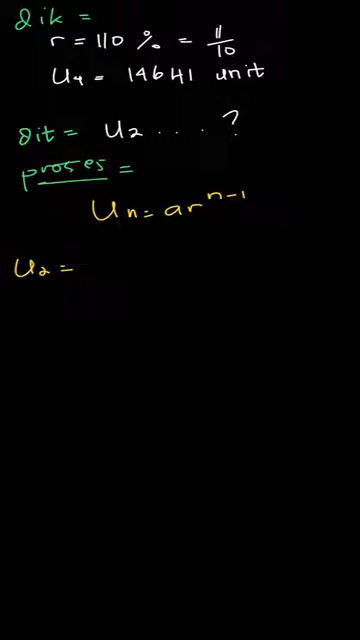 dik =
r = 110 % = 11/10
U4 = 14641 unit
dit = U2 . . . . ?
proses =
Un = ar^n-1
U2 =